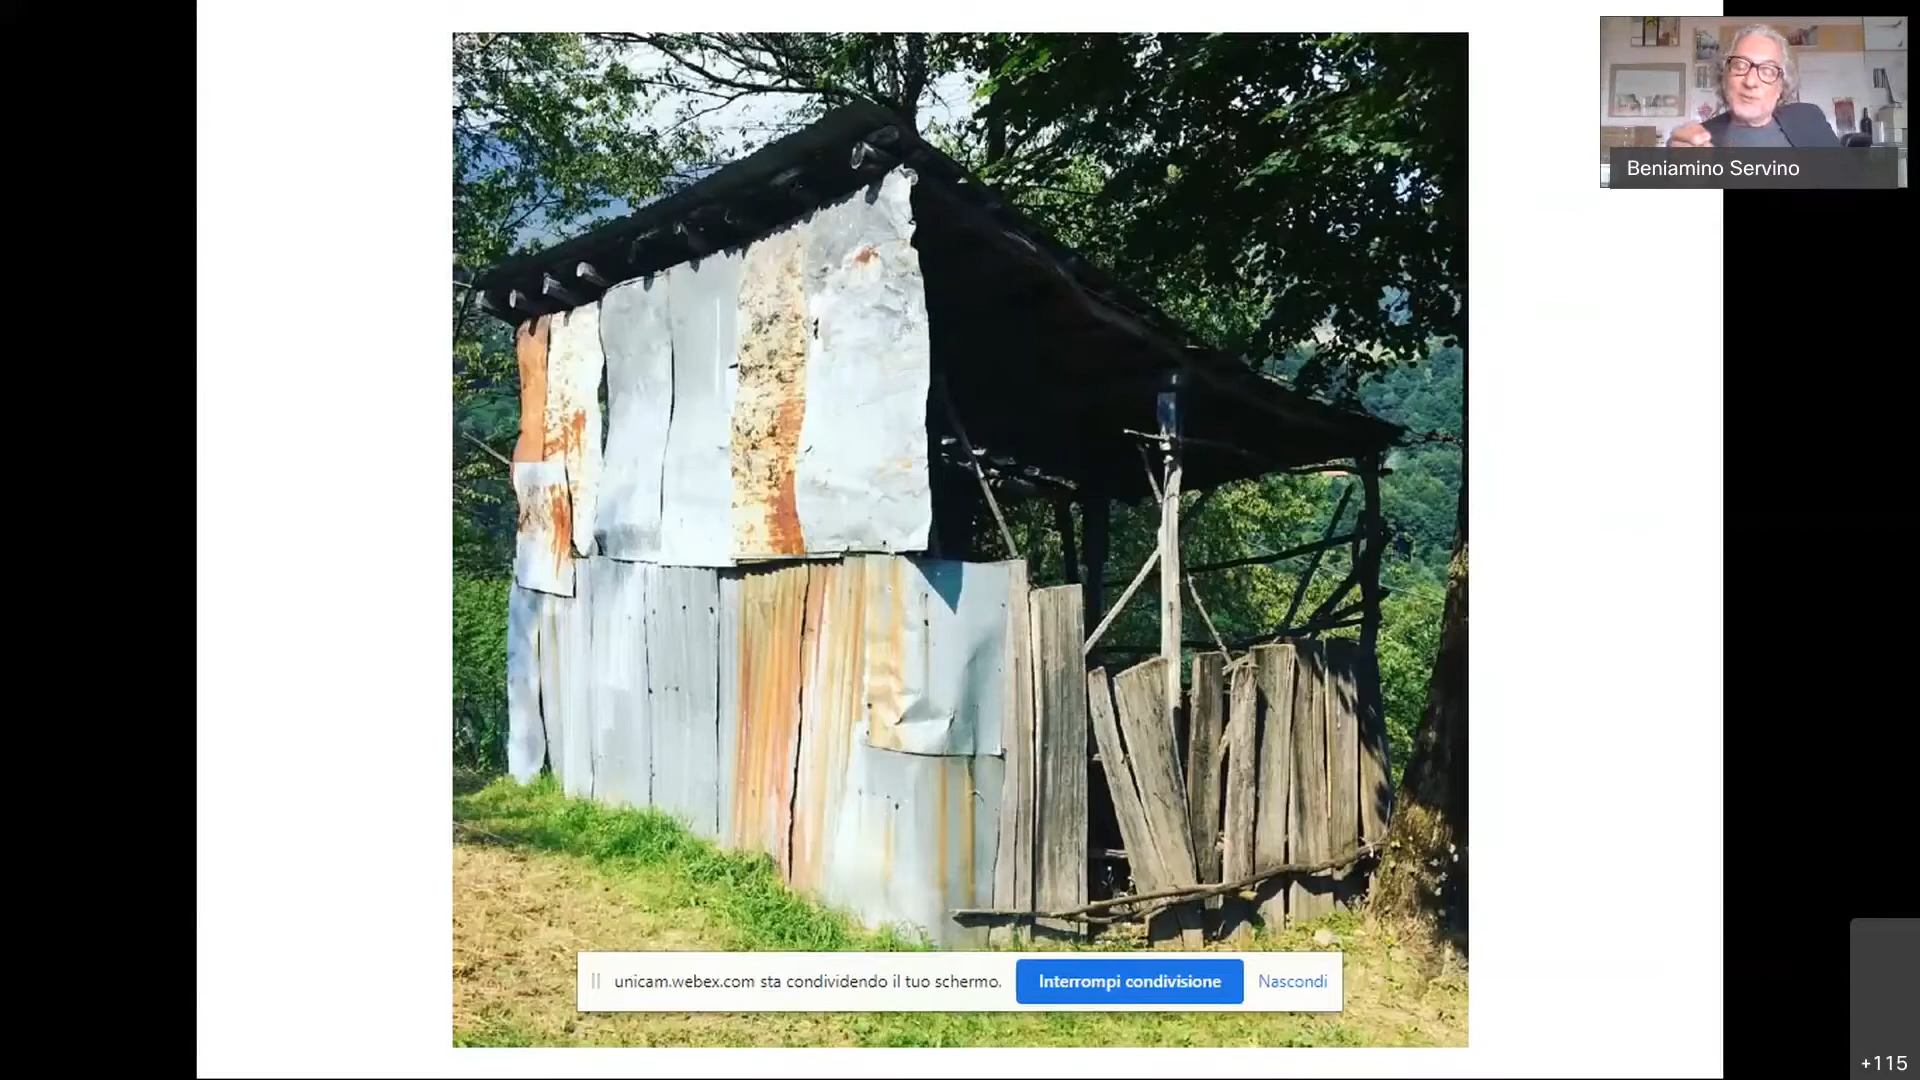 Beniamino Servino
unicam.webex.com sta condividendo il tuo schermo. Interrompi condivisione Nascondi
+115